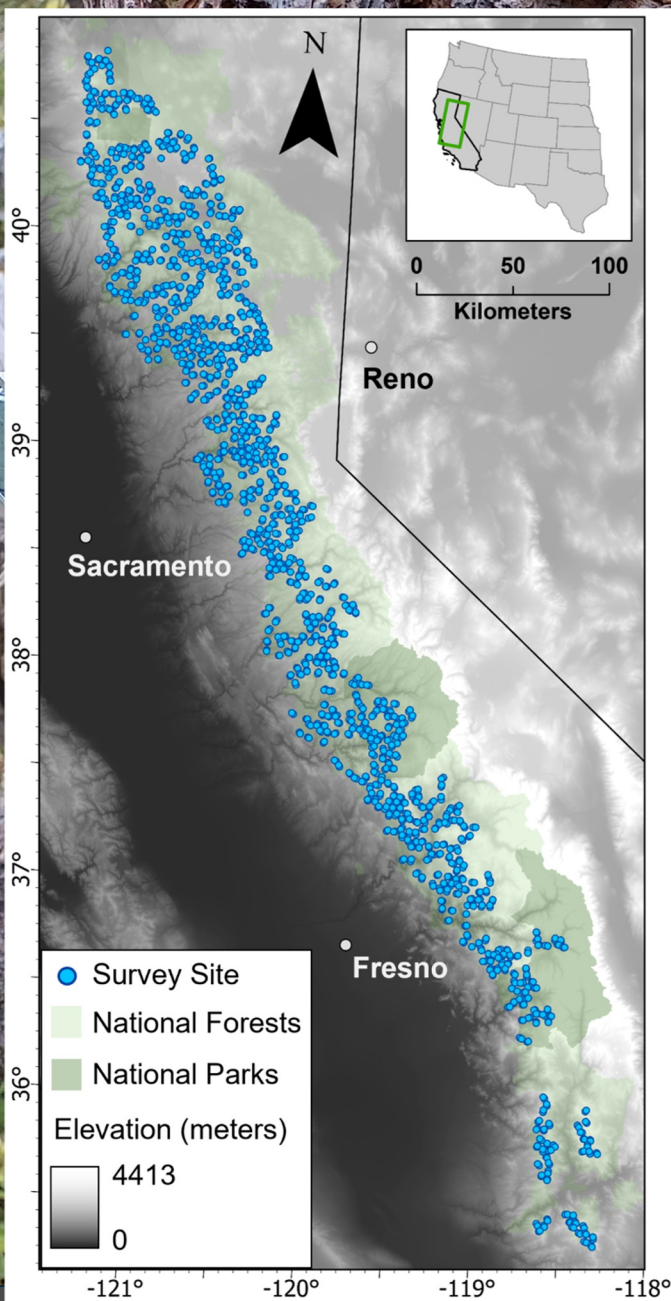 N
0 50 100
Kilometers
40°
Reno
39°
Sacramento
38°
37°
Fresno
Survey Site
National Forests
National Parks
36°
Elevation (meters)
4413
0
-121° -120° -119° -118°